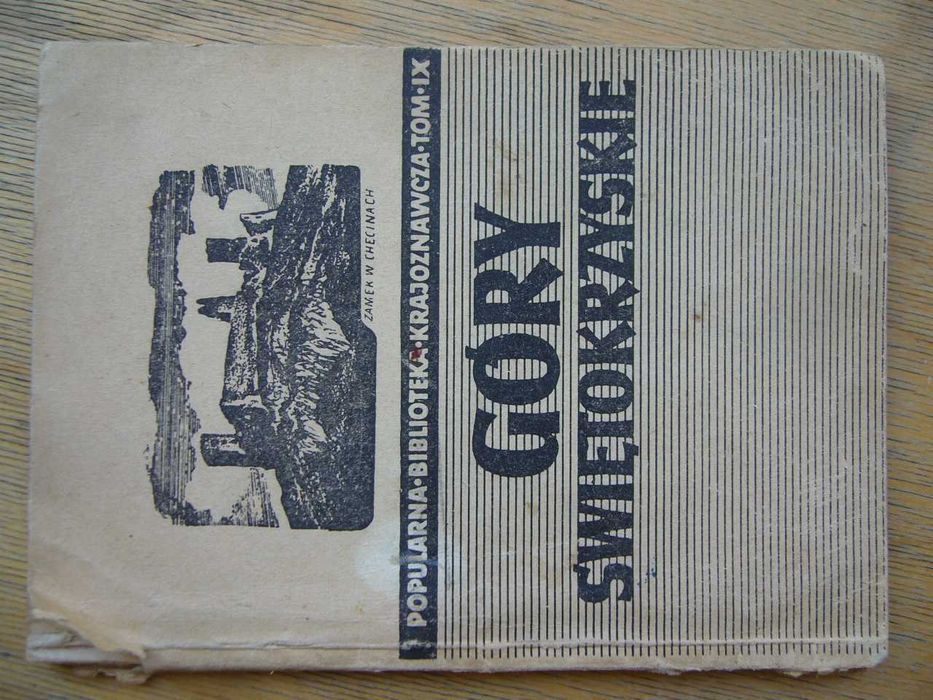 ZAMEK W CHĘCINACH
POPULARNA·BIBLIOTEKA·KRAJOZNAWCZA·TOM·IX
GÓRY
ŚWIĘTOKRZYSKIE